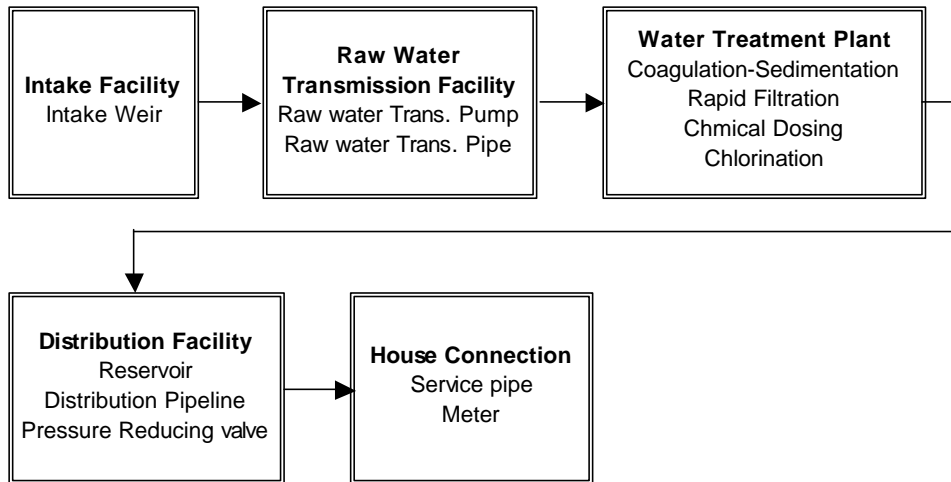 Intake Facility
Intake Weir
Raw Water
Transmission Facility
Raw water Trans. Pump
Raw water Trans. Pipe
Water Treatment Plant
Coagulation-Sedimentation
Rapid Filtration
Chmical Dosing
Chlorination
Distribution Facility
Reservoir
Distribution Pipeline
Pressure Reducing valve
House Connection
Service pipe
Meter